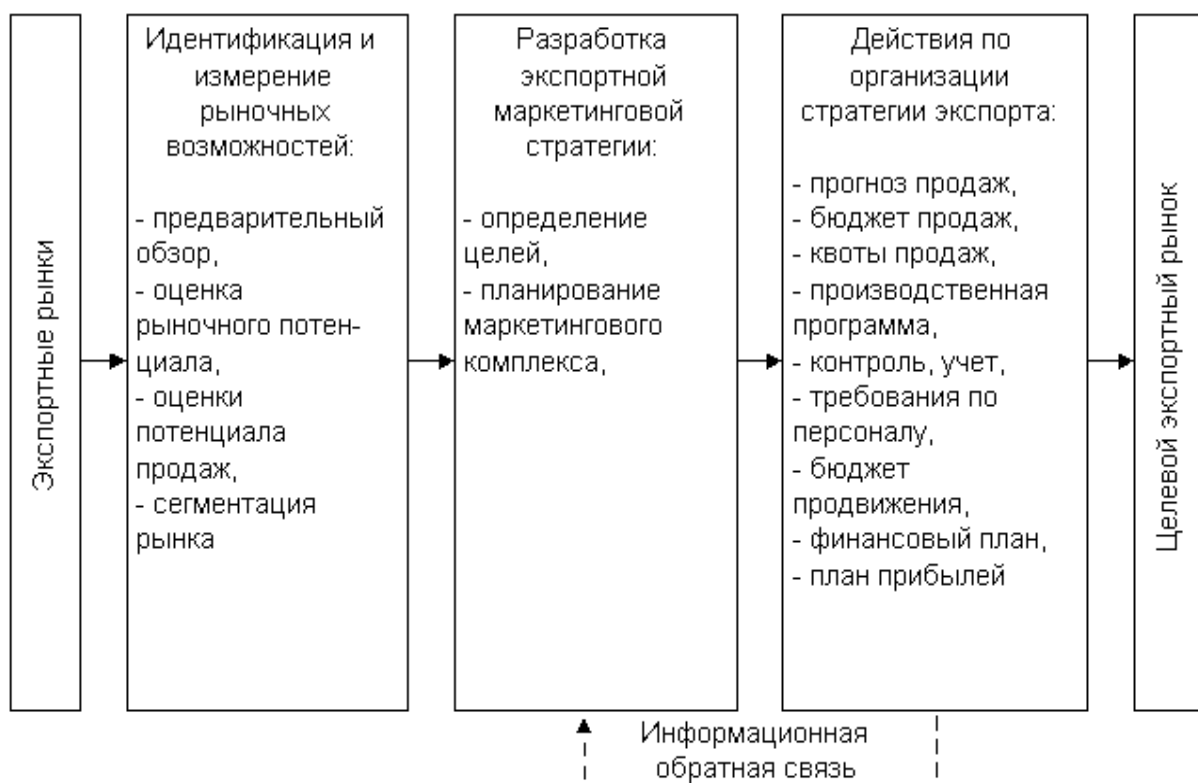 Экспортные рынки
Идентификация и
измерение
рыночных
возможностей:
- предварительный
обзор,
- оценка
рыночного потен-
циала,
- оценки
потенциала
продаж,
- сегментация
рынка
Разработка
экспортной
маркетинговой
стратегии:
- определение
целей,
- планирование
маркетингового
комплекса,
Действия по
организации
стратегии экспорта:
- прогноз продаж,
- бюджет продаж,
- квоты продаж,
- производственная
программа,
- контроль, учет,
- требования по
персоналу,
- бюджет
продвижения,
- финансовый план,
- план прибылей
Целевой экспортный рынок
Информационная
обратная связь